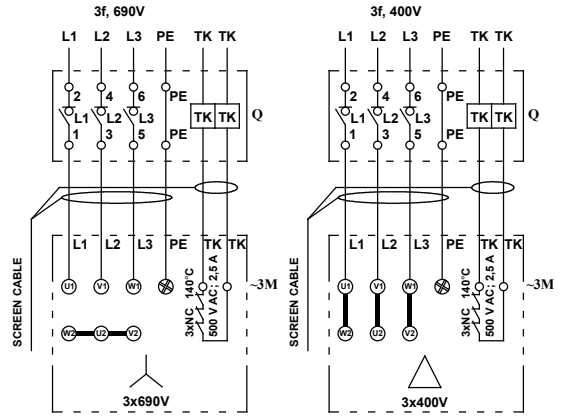 3f, 690V
L1 L2 L3 PE TK TK
2 4 6 PE
L1 L2 L3 TK TK Q
1 3 5 PE
SCREEN CABLE
L1 L2 L3 PE TK TK
U1 V1 W1
~3M
W2 U2 V2
3xNC 140°C
500 V AC; 2,5 A
3x690V
3f, 400V
L1 L2 L3 PE TK TK
2 4 6 PE
L1 L2 L3 TK TK Q
1 3 5 PE
SCREEN CABLE
L1 L2 L3 PE TK TK
U1 V1 W1
~3M
W2 U2 V2
3xNC 140°C
500 V AC; 2,5 A
3x400V